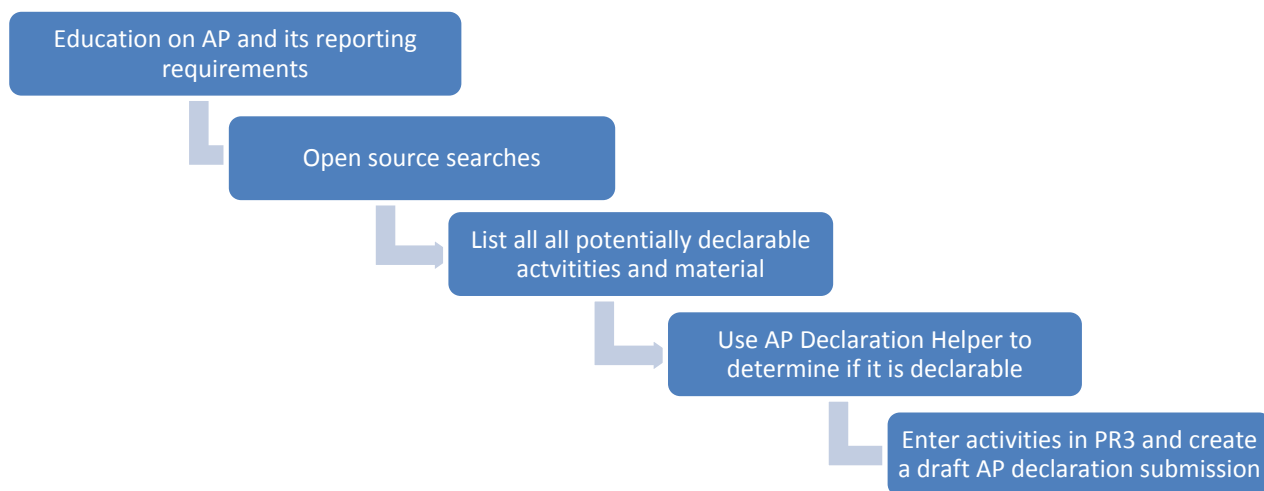 Education on AP and its reporting
requirements
Open source searches
List all all potentially declarable
actvitities and material
Use AP Declaration Helper to
determine if it is declarable
Enter activities in PR3 and create
a draft AP declaration submission